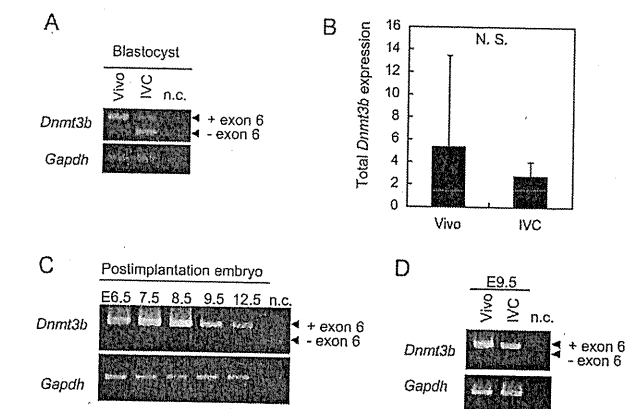 A
Blastocyst
Vivo IVC n.c.
Dnmt3b
+ exon 6
- exon 6
Gapdh
B
Total Dnmt3b expression
16
14
12
10
8
6
4
2
0
N. S.
Vivo IVC
C
Postimplantation embryo
E6.5 7.5 8.5 9.5 12.5 n.c.
Dnmt3b
+ exon 6
- exon 6
Gapdh
D
E9.5
Vivo IVC n.c.
Dnmt3b
+ exon 6
- exon 6
Gapdh